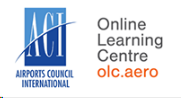 ACI
AIRPORTS COUNCIL
INTERNATIONAL
Online
Learning
Centre
olc.aero